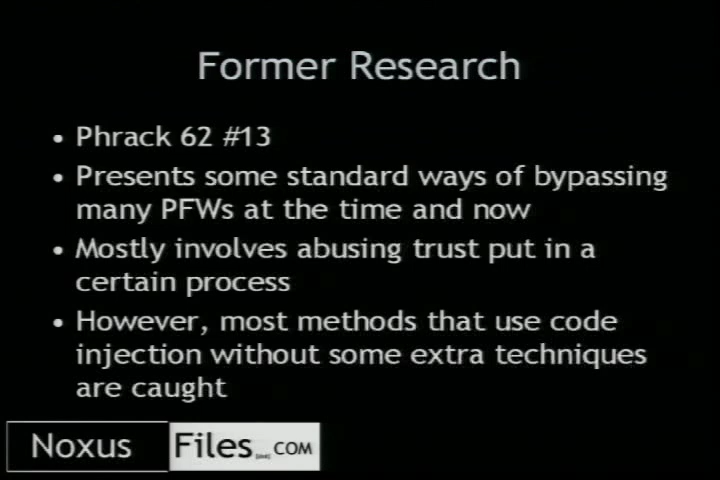 Former Research
• Phrack 62 #13
• Presents some standard ways of bypassing
many PFWs at the time and now
• Mostly involves abusing trust put in a
certain process
• However, most methods that use code
injection without some extra techniques
are caught
Noxus Files .COM